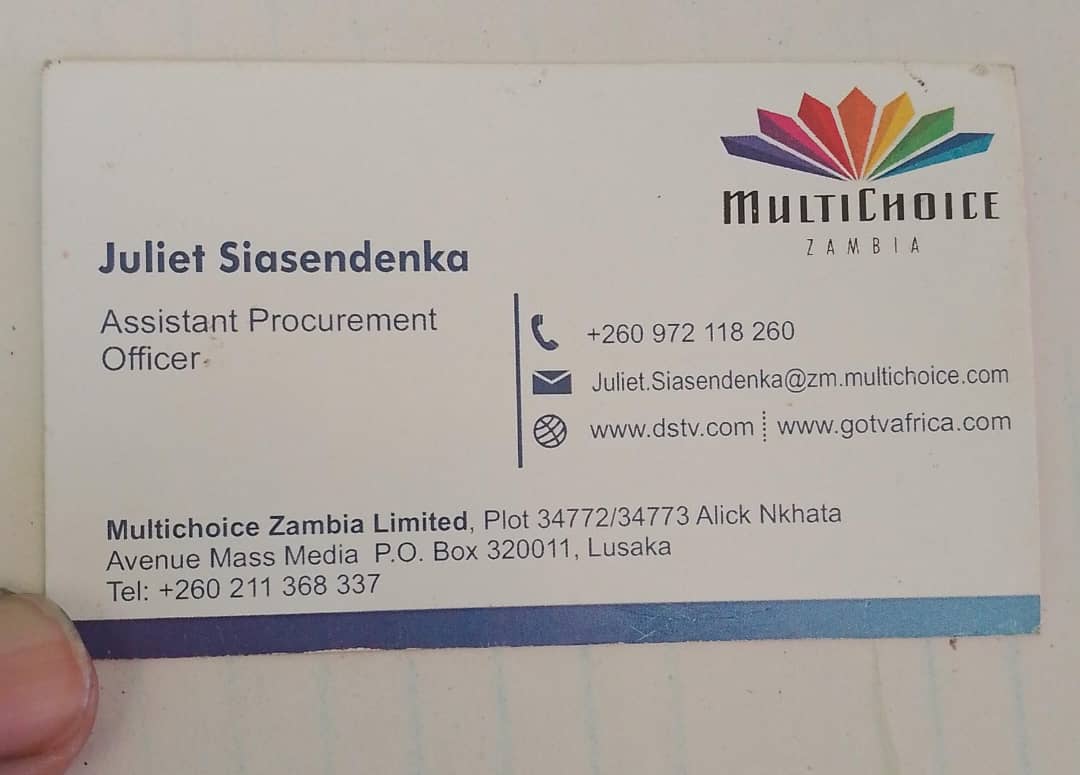 MULTICHOICE
ZAMBIA
Juliet Siasendenka
Assistant Procurement
Officer
+260 972 118 260
Juliet.Siasendenka@zm.multichoice.com
www.dstv.com www.gotvafrica.com
Multichoice Zambia Limited, Plot 34772/34773 Alick Nkhata
Avenue Mass Media P.O. Box 320011, Lusaka
Tel: +260 211 368 337